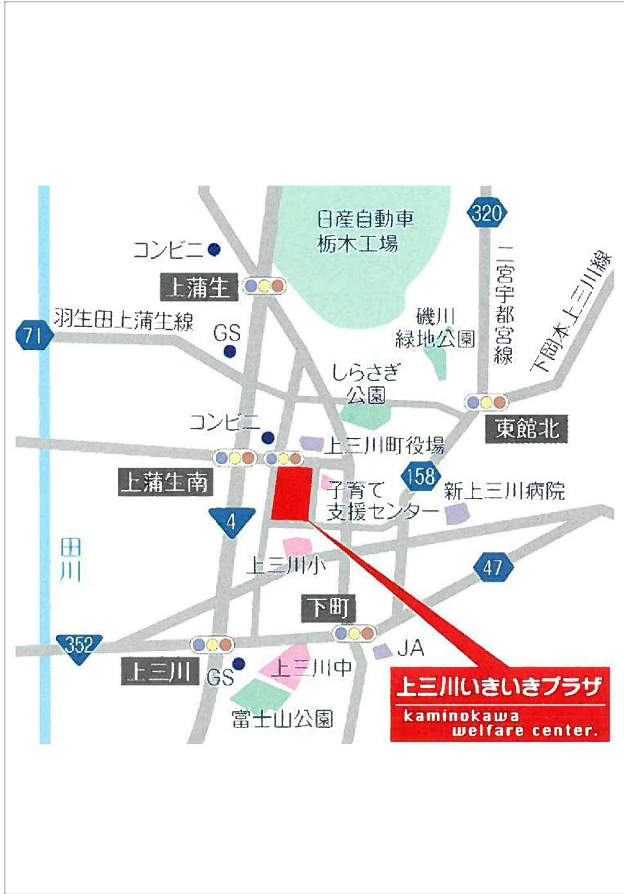 日産自動車
栃木工場
320
コンビニ
上蒲生
二宮宇都宮線
下岡本上三川線
71
羽生田上蒲生線
GS
磯川
緑地公園
しらさぎ
公園
東館北
コンビニ
上三川町役場
上蒲生南
158
子育て
支援センター
新上三川病院
4
田川
上三川小
47
下町
352
上三川
GS
上三川中
JA
富士山公園
上三川いきいきプラザ
kaminokawa
welfare center.